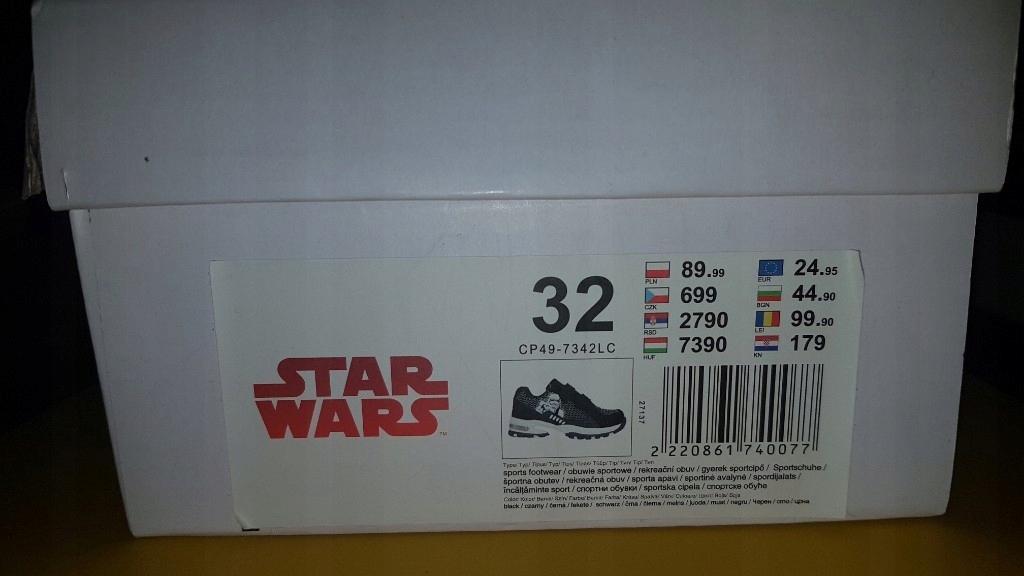 STAR
WARS™
32
CP49-7342LC
PLN 89.99
EUR 24.95
CZK 699
BGN 44.90
RSD 2790
LEI 99.90
HUF 7390
KN 179
27137
2 220861 740077
sports footwear / obuwie sportowe / rekreační obuv / gyerek sportcipő / Sportschuhe /
športna obutev / rekreačná obuv / sporta apavi / sportinė avalynė / spordijalats /
încălțăminte sport / спортни обувки / sportska cipela / спортске обуће
black / czarny / černá / fekete / schwarz / črna / čierna / melns / juoda / must / negru / Черен / crno / црна